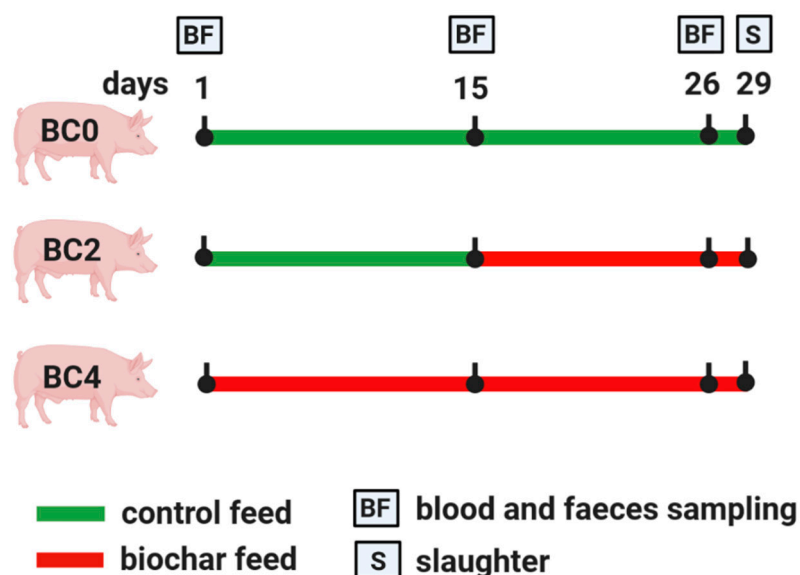 BF BF BF S
days 1 15 26 29
BC0
BC2
BC4
control feed BF blood and faeces sampling
biochar feed S slaughter